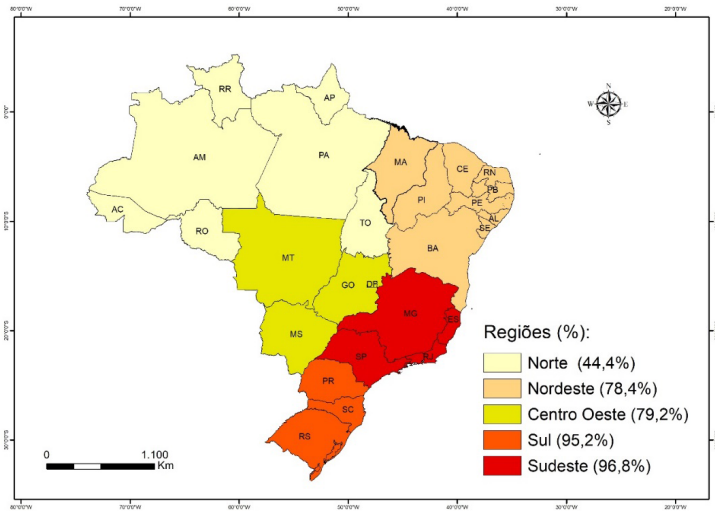 80°0'0"W 70°0'0"W 60°0'0"W 50°0'0"W 40°0'0"W 30°0'0"W 20°0'0"W
N
W E
S
0°0'0"
10°0'0"S
20°0'0"S
30°0'0"S
RR
AP
AM
PA
MA
CE
RN
PB
PI
PE
AL
SE
AC
TO
RO
BA
MT
GO
DF
MG
ES
MS
SP
RJ
PR
SC
RS
Regiões (%):
Norte (44,4%)
Nordeste (78,4%)
Centro Oeste (79,2%)
Sul (95,2%)
Sudeste (96,8%)
0 1.100
Km
80°0'0"W 70°0'0"W 60°0'0"W 50°0'0"W 40°0'0"W 30°0'0"W 20°0'0"W